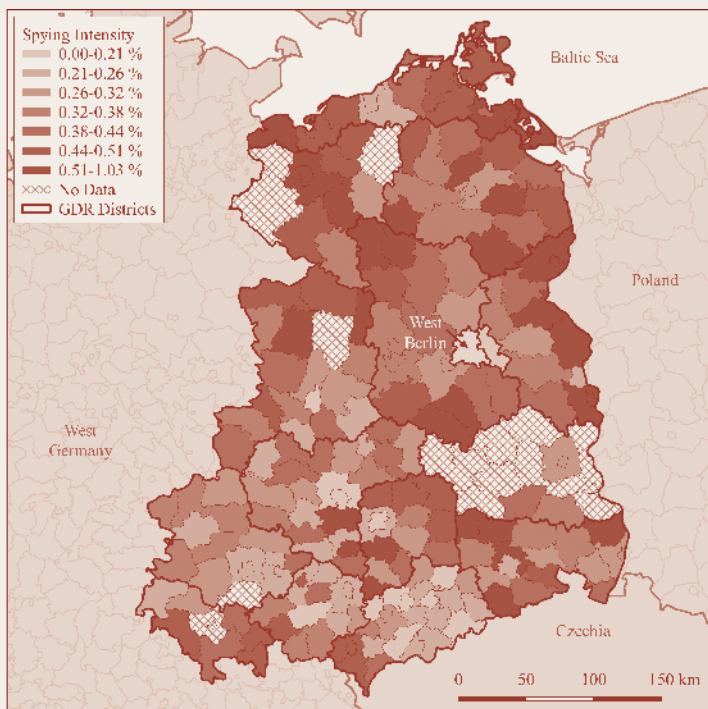 Spying Intensity
0.00-0.21 %
0.21-0.26 %
0.26-0.32 %
0.32-0.38 %
0.38-0.44 %
0.44-0.51 %
0.51-1.03 %
No Data
GDR Districts
Baltic Sea
Poland
West
Berlin
West
Germany
Czechia
0 50 100 150 km